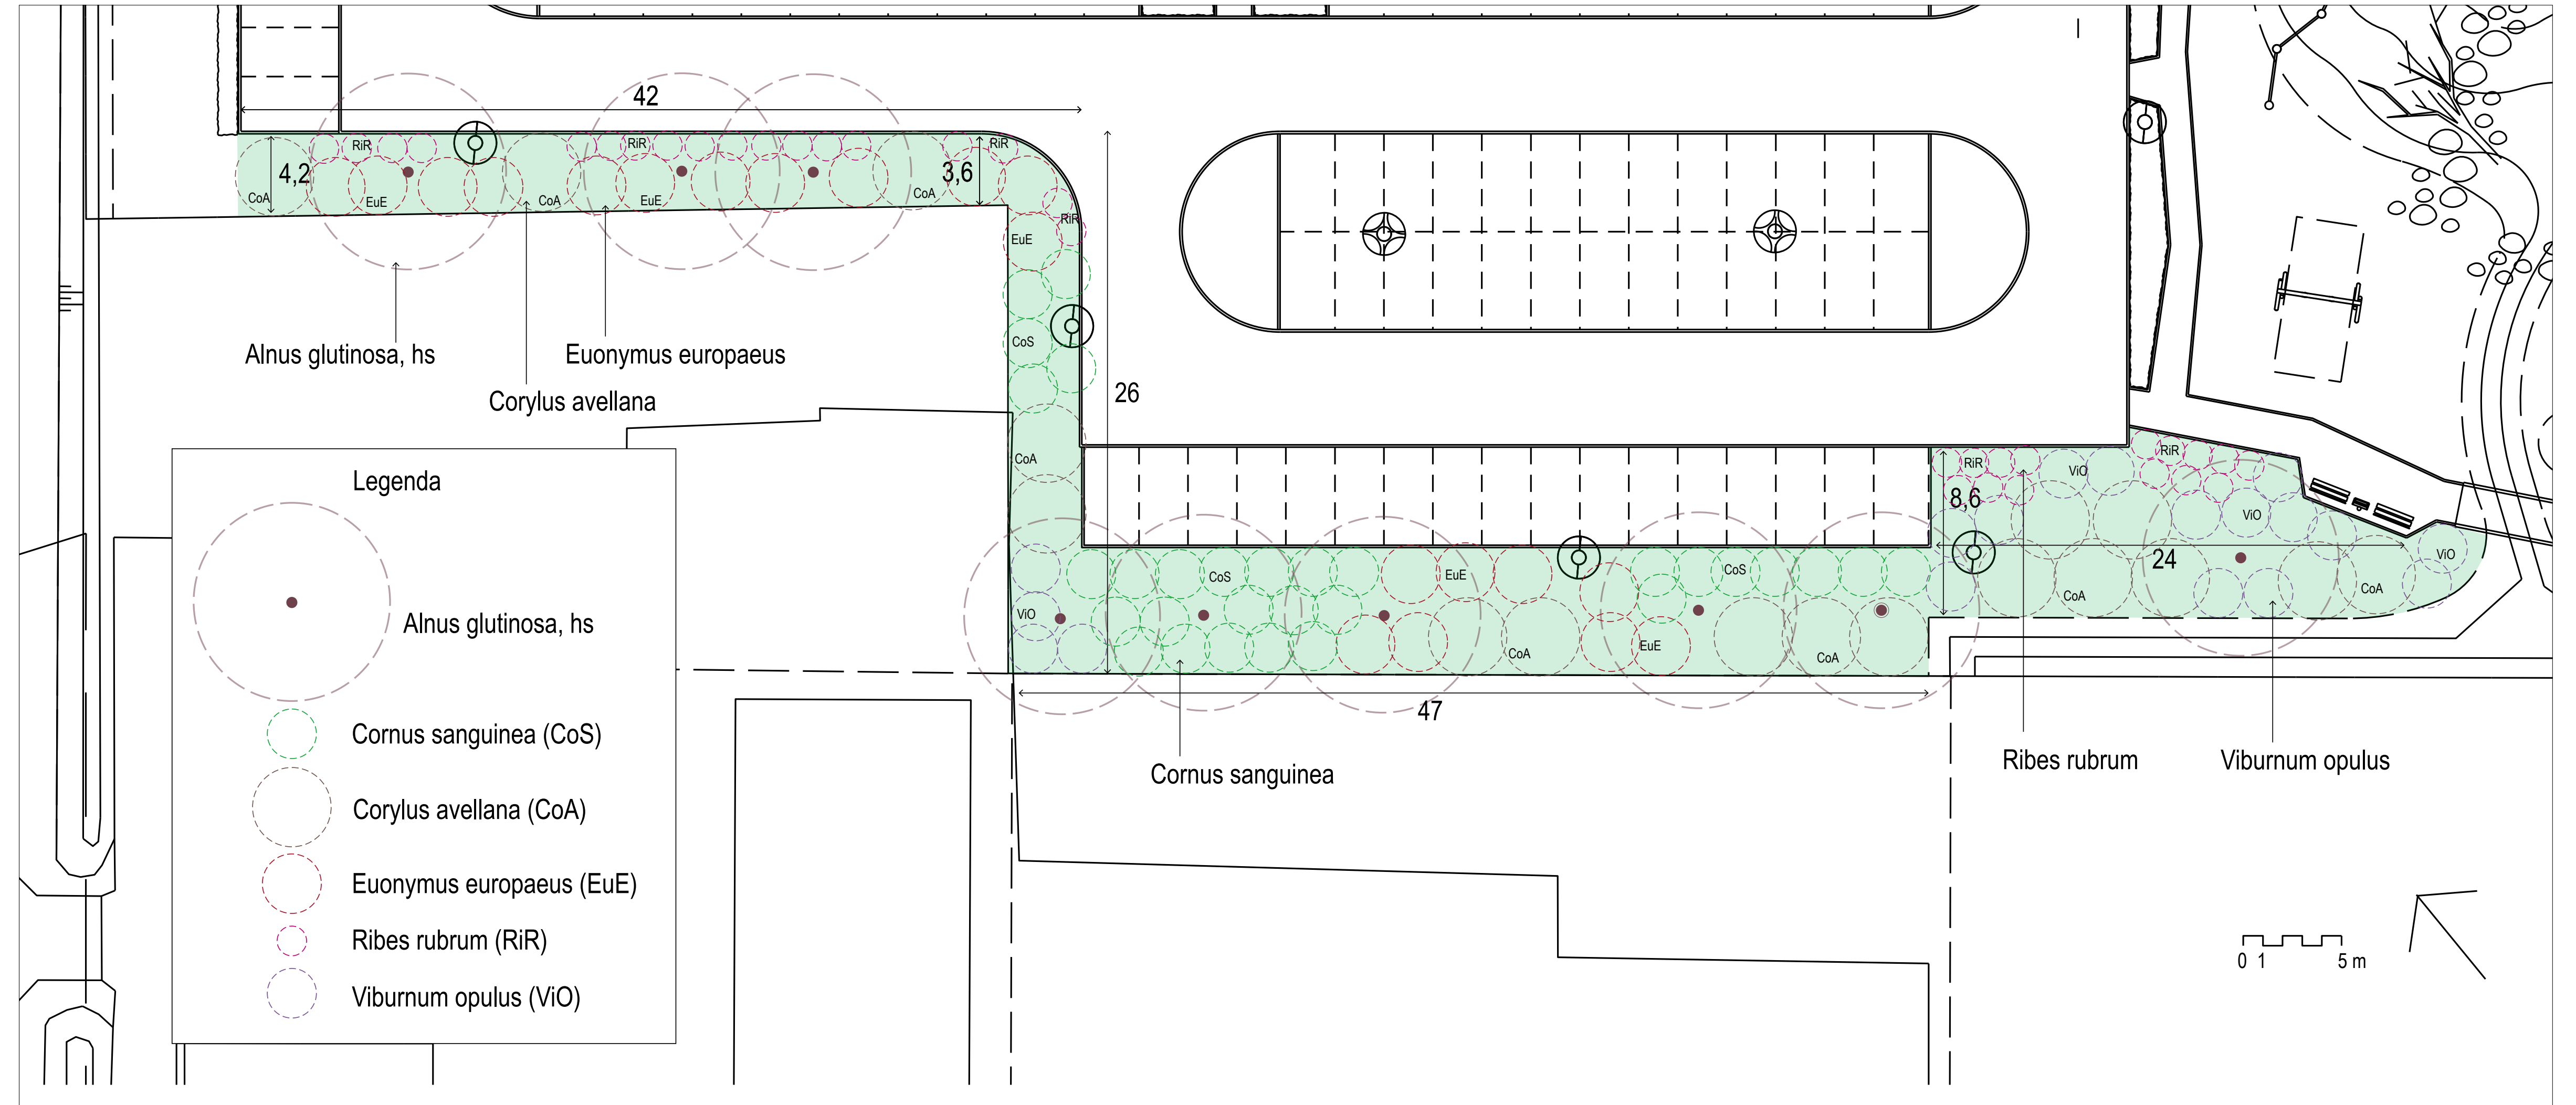 42
RiR
RiR
RiR
4,2
3,6
CoA
EuE
CoA
EuE
CoA
RiR
EuE
CoS
Alnus glutinosa, hs
Euonymus europaeus
Corylus avellana
26
CoA
RiR
RiR
ViO
8,6
ViO
Legenda
24
ViO
CoS
EuE
CoS
CoA
CoA
ViO
EuE
CoA
CoA
Alnus glutinosa, hs
47
Cornus sanguinea
Ribes rubrum
Viburnum opulus
Cornus sanguinea (CoS)
Corylus avellana (CoA)
Euonymus europaeus (EuE)
Ribes rubrum (RiR)
Viburnum opulus (ViO)
0 1 5 m